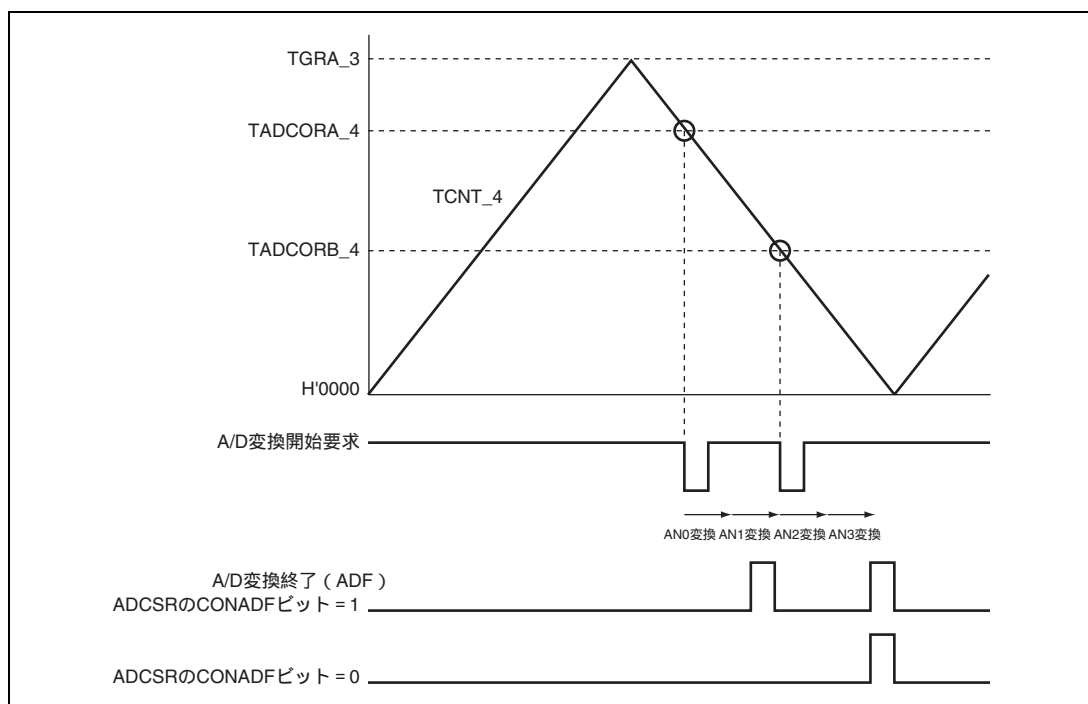 TGRA_3
TADCORA_4
TCNT_4
TADCORB_4
H'0000
A/D変換開始要求
AN0変換 AN1変換 AN2変換 AN3変換
A/D変換終了（ADF）
ADCSRのCONADFビット = 1
ADCSRのCONADFビット = 0